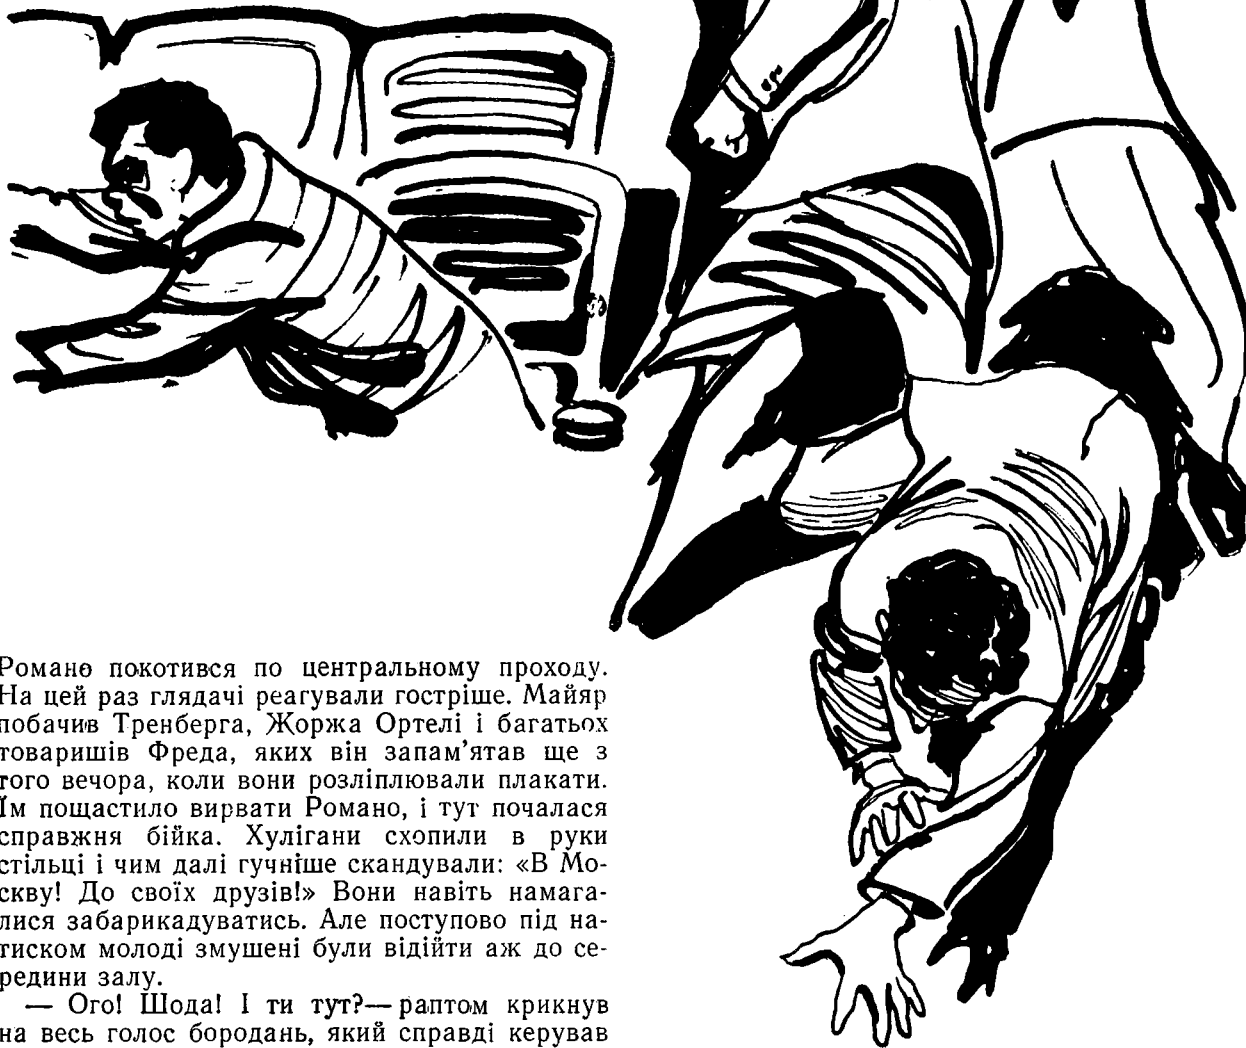 Романо покотився по центральному проходу.
На цей раз глядачі реагували гостріше. Майяр
побачив Тренберга, Жоржа Ортелі і багатьох
товаришів Фреда, яких він запам’ятав ще з
того вечора, коли вони розліплювали плакати.
Їм пощастило вирвати Романо, і тут почалася
справжня бійка. Хулігани схопили в руки
стільці і чим далі гучніше скандували: «В Мо-
скву! До своїх друзів!» Вони навіть намага-
лися забарикадуватись. Але поступово під на-
тиском молоді змушені були відійти аж до се-
редини залу.
— Ого! Шода! І ти тут?— раптом крикнув
на весь голос бородань, який справді керував